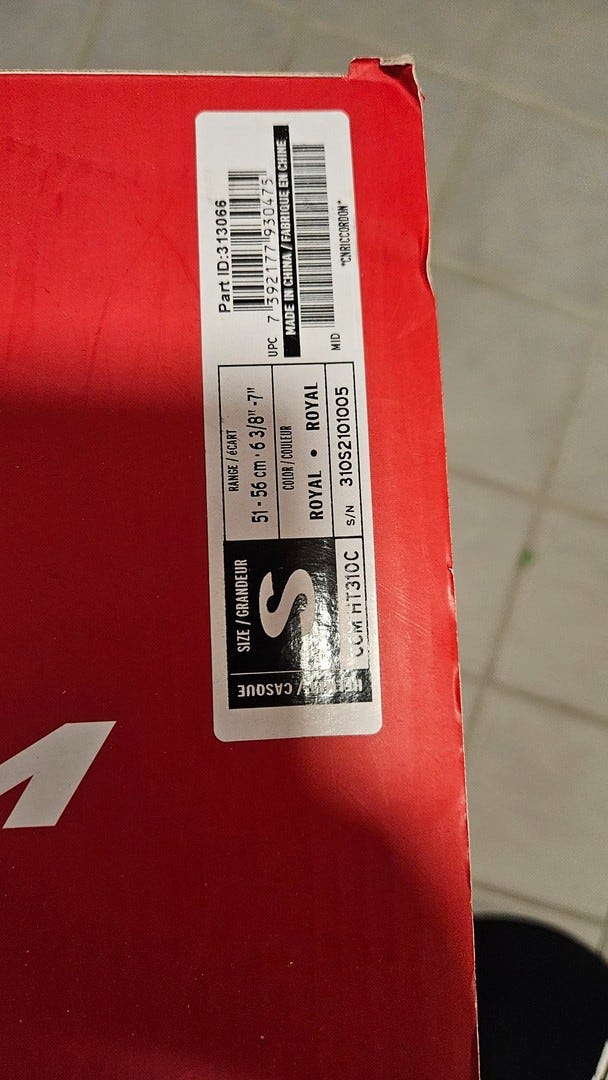 Part ID:313066
UPC 7 392177 930475
MADE IN CHINA / FABRIQUE EN CHINE
MID
*CNRICCORDON*
RANGE / éCART
51 - 56 cm · 6 3/8" -7"
COLOR / COULEUR
ROYAL • ROYAL
S/N 310S2101005
SIZE / GRANDEUR
S
CCM HT310C
/ CASQUE
M